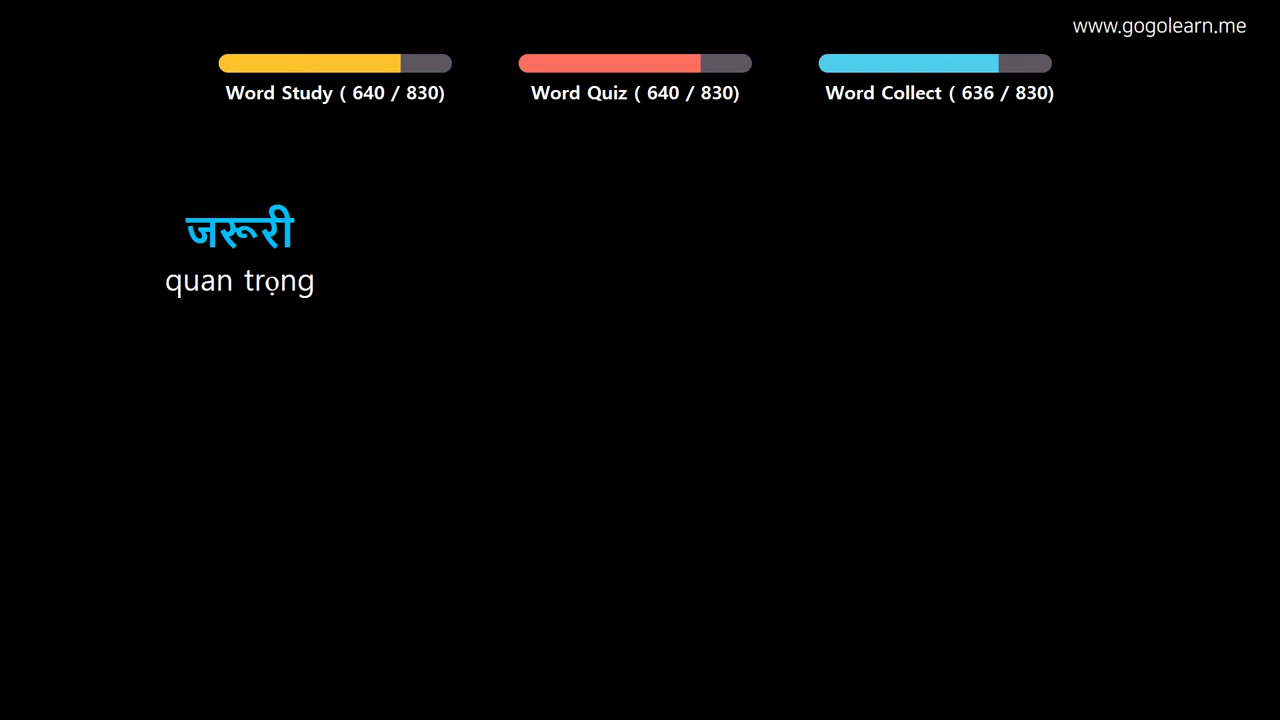 www.gogolearn.me
Word Study ( 640 / 830)
Word Quiz ( 640 / 830)
Word Collect ( 636 / 830)
जरूरी
quan trọng